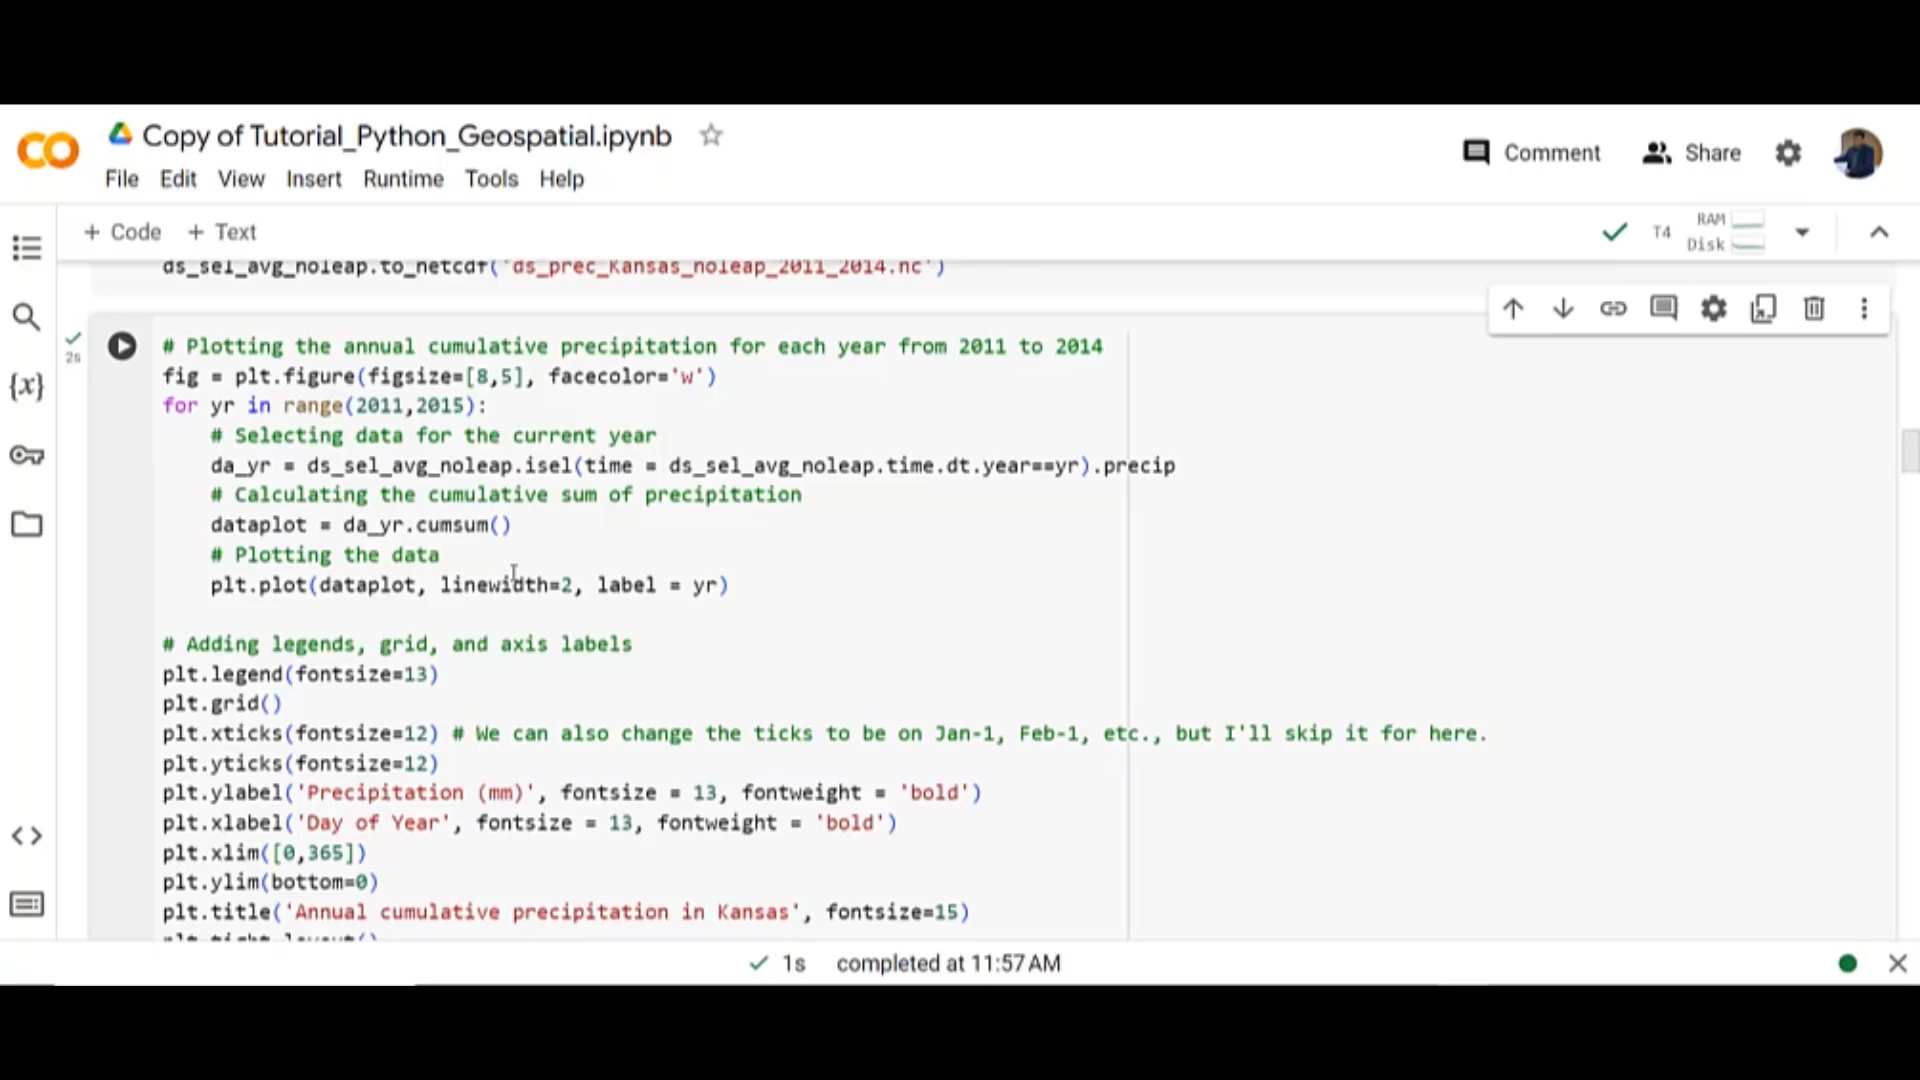 Copy of Tutorial_Python_Geospatial.ipynb
Comment
Share
File Edit View Insert Runtime Tools Help
+ Code + Text
T4
RAM
Disk
ds_sel_avg_noleap.to_netcdf('ds_prec_Kansas_noleap_2011_2014.nc')
2s
# Plotting the annual cumulative precipitation for each year from 2011 to 2014
fig = plt.figure(figsize=[8,5], facecolor='w')
for yr in range(2011,2015):
# Selecting data for the current year
da_yr = ds_sel_avg_noleap.isel(time = ds_sel_avg_noleap.time.dt.year==yr).precip
# Calculating the cumulative sum of precipitation
dataplot = da_yr.cumsum()
# Plotting the data
plt.plot(dataplot, linewidth=2, label = yr)
# Adding legends, grid, and axis labels
plt.legend(fontsize=13)
plt.grid()
plt.xticks(fontsize=12) # We can also change the ticks to be on Jan-1, Feb-1, etc., but I'll skip it for here.
plt.yticks(fontsize=12)
plt.ylabel('Precipitation (mm)', fontsize = 13, fontweight = 'bold')
plt.xlabel('Day of Year', fontsize = 13, fontweight = 'bold')
plt.xlim([0,365])
plt.ylim(bottom=0)
plt.title('Annual cumulative precipitation in Kansas', fontsize=15)
plt.tight_layout()
1s completed at 11:57 AM